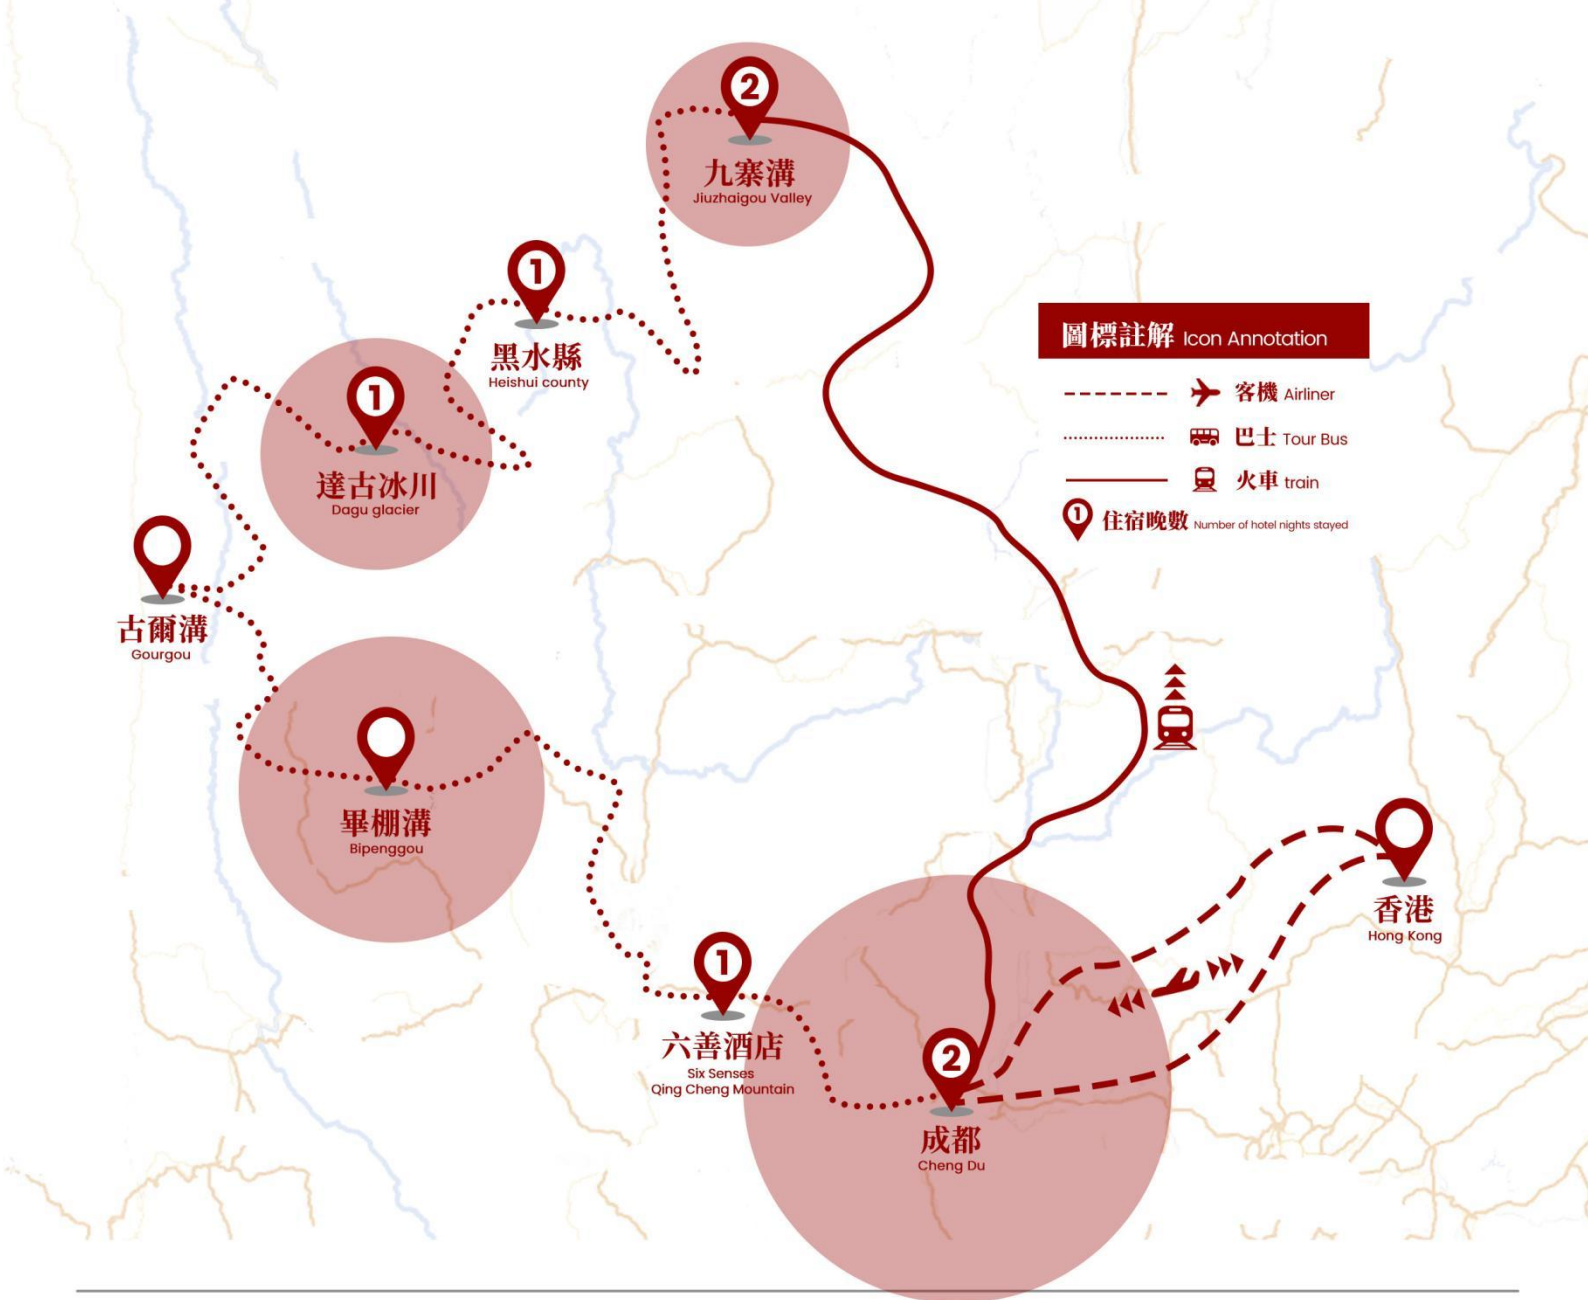 2
九寨溝
Jiuzhaigou Valley
1
黑水縣
Heishui county
圖標註解 Icon Annotation
客機 Airliner
巴士 Tour Bus
火車 train
1 住宿晚數 Number of hotel nights stayed
1
達古冰川
Dagu glacier
古爾溝
Gourgou
畢棚溝
Bipenggou
香港
Hong Kong
1
六善酒店
Six Senses
Qing Cheng Mountain
2
成都
Cheng Du